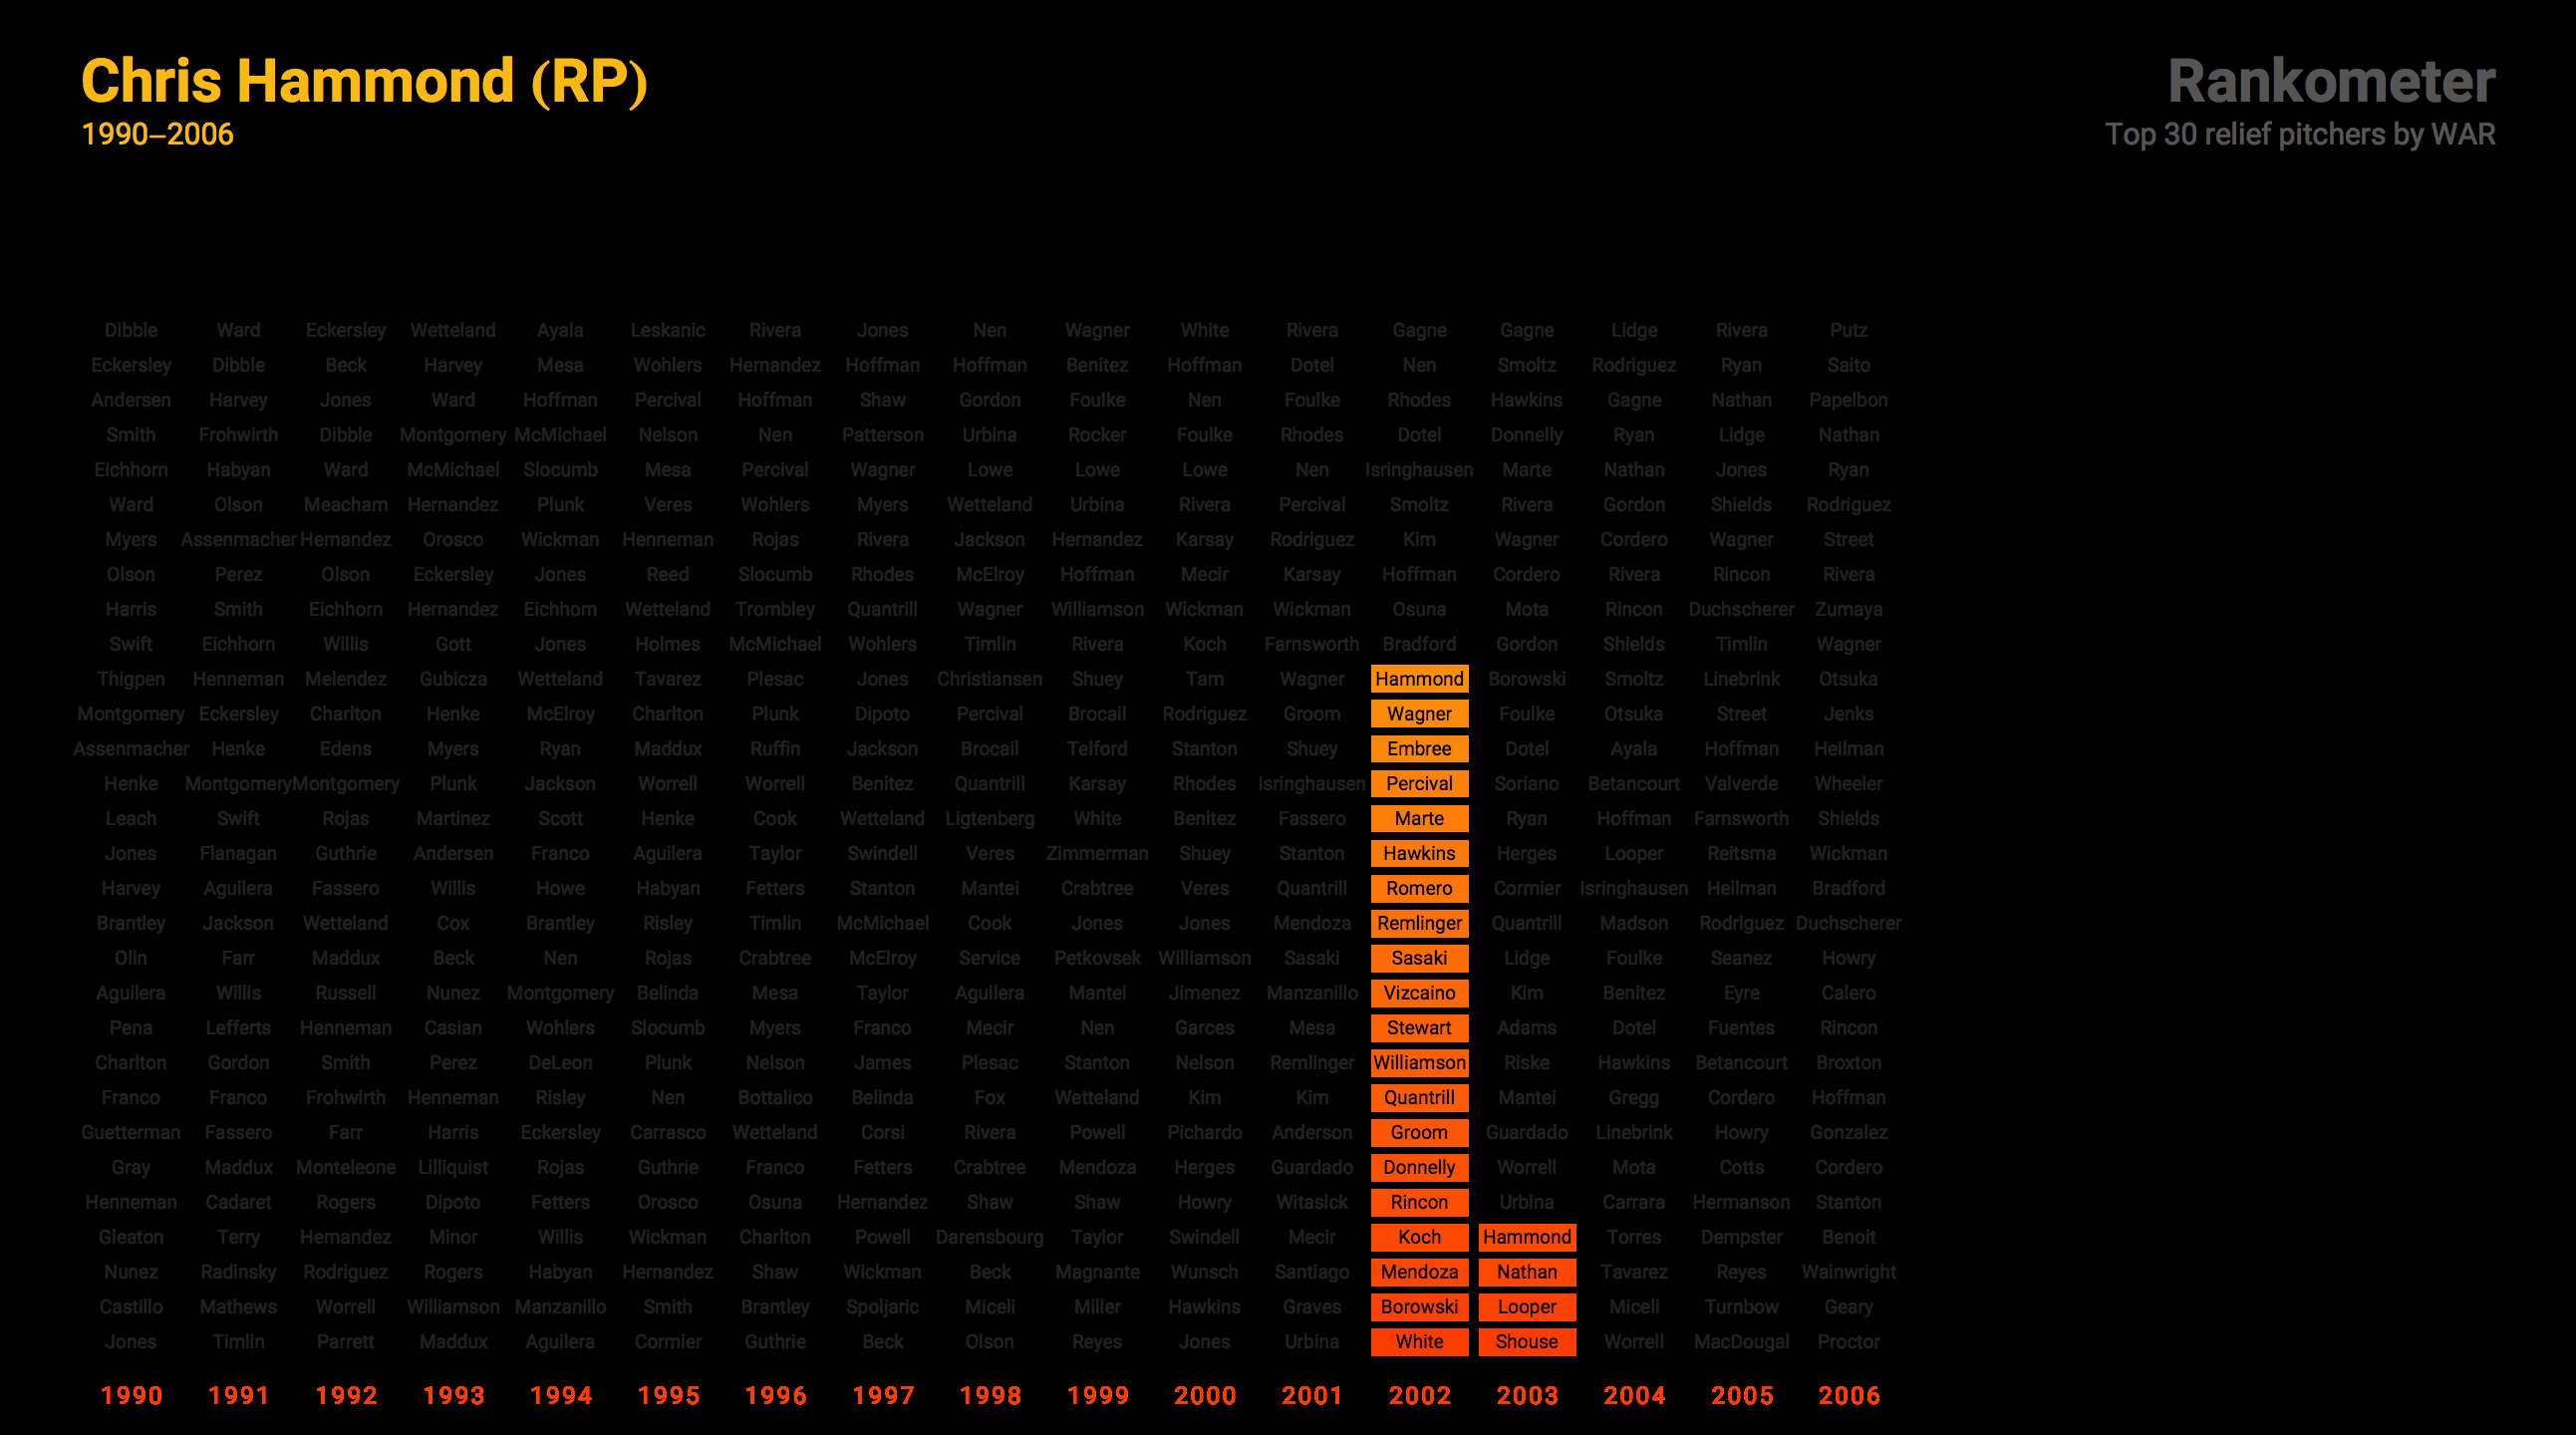 Chris Hammond (RP)
1990–2006
Rankometer
Top 30 relief pitchers by WAR
Dibble Ward Eckersley Wetteland Ayala Leskanic Rivera Jones Nen Wagner White Rivera Gagne Gagne Lidge Rivera Putz
Eckersley Dibble Beck Harvey Mesa Wohlers Hernandez Hoffman Hoffman Benitez Hoffman Dotel Nen Smoltz Rodriguez Ryan Saito
Andersen Harvey Jones Ward Hoffman Percival Hoffman Shaw Gordon Foulke Nen Foulke Rhodes Hawkins Gagne Nathan Papelbon
Smith Frohwirth Dibble Montgomery McMichael Nelson Nen Patterson Urbina Rocker Foulke Rhodes Dotel Donnelly Ryan Lidge Nathan
Eichhorn Habyan Ward McMichael Slocumb Mesa Percival Wagner Lowe Lowe Lowe Nen Isringhausen Marte Nathan Jones Ryan
Ward Olson Meacham Hernandez Plunk Veres Wohlers Myers Wetteland Urbina Rivera Percival Smoltz Rivera Gordon Shields Rodriguez
Myers Assenmacher Hernandez Orosco Wickman Henneman Rojas Rivera Jackson Hernandez Karsay Rodriguez Kim Wagner Cordero Wagner Street
Olson Perez Olson Eckersley Jones Reed Slocumb Rhodes McElroy Hoffman Mecir Karsay Hoffman Cordero Rivera Rincon Rivera
Harris Smith Eichhorn Hernandez Eichhorn Wetteland Trombley Quantrill Wagner Williamson Wickman Wickman Osuna Mota Rincon Duchscherer Zumaya
Swift Eichhorn Willis Gott Jones Holmes McMichael Wohlers Timlin Rivera Koch Farnsworth Bradford Gordon Shields Timlin Wagner
Thigpen Henneman Melendez Gubicza Wetteland Tavarez Plesac Jones Christiansen Shuey Tam Wagner Hammond Borowski Smoltz Linebrink Otsuka
Montgomery Eckersley Charlton Henke McElroy Charlton Plunk Dipoto Percival Brocail Rodriguez Groom Wagner Foulke Otsuka Street Jenks
Assenmacher Henke Edens Myers Ryan Maddux Ruffin Jackson Brocail Telford Stanton Shuey Embree Dotel Ayala Hoffman Heilman
Henke Montgomery Montgomery Plunk Jackson Worrell Worrell Benitez Quantrill Karsay Rhodes Isringhausen Percival Soriano Betancourt Valverde Wheeler
Leach Swift Rojas Martinez Scott Henke Cook Wetteland Ligtenberg White Benitez Fassero Marte Ryan Hoffman Farnsworth Shields
Jones Flanagan Guthrie Andersen Franco Aguilera Taylor Swindell Veres Zimmerman Shuey Stanton Hawkins Herges Looper Reitsma Wickman
Harvey Aguilera Fassero Willis Howe Habyan Fetters Stanton Mantei Crabtree Veres Quantrill Romero Cormier Isringhausen Heilman Bradford
Brantley Jackson Wetteland Cox Brantley Risley Timlin McMichael Cook Jones Jones Mendoza Remlinger Quantrill Madson Rodriguez Duchscherer
Olin Farr Maddux Beck Nen Rojas Crabtree McElroy Service Petkovsek Williamson Sasaki Sasaki Lidge Foulke Seanez Howry
Aguilera Willis Russell Nunez Montgomery Belinda Mesa Taylor Aguilera Mantei Jimenez Manzanillo Vizcaino Kim Benitez Eyre Calero
Pena Lefferts Henneman Casian Wohlers Slocumb Myers Franco Mecir Nen Garces Mesa Stewart Adams Dotel Fuentes Rincon
Charlton Gordon Smith Perez DeLeon Plunk Nelson James Plesac Stanton Nelson Remlinger Williamson Riske Hawkins Betancourt Broxton
Franco Franco Frohwirth Henneman Risley Nen Bottalico Belinda Fox Wetteland Kim Kim Quantrill Mantei Gregg Cordero Hoffman
Guetterman Fassero Farr Harris Eckersley Carrasco Wetteland Corsi Rivera Powell Pichardo Anderson Groom Guardado Linebrink Howry Gonzalez
Gray Maddux Monteleone Lilliquist Rojas Guthrie Franco Fetters Crabtree Mendoza Herges Guardado Donnelly Worrell Mota Cotts Cordero
Henneman Cadaret Rogers Dipoto Fetters Orosco Osuna Hernandez Shaw Shaw Howry Witasick Rincon Urbina Carrara Hermanson Stanton
Gleaton Terry Hernandez Minor Willis Wickman Charlton Powell Darensbourg Taylor Swindell Mecir Koch Hammond Torres Dempster Benoit
Nunez Radinsky Rodriguez Rogers Habyan Hernandez Shaw Wickman Beck Magnante Wunsch Santiago Mendoza Nathan Tavarez Reyes Wainwright
Castillo Mathews Worrell Williamson Manzanillo Smith Brantley Spoljaric Miceli Miller Hawkins Graves Borowski Looper Miceli Turnbow Geary
Jones Timlin Parrett Maddux Aguilera Cormier Guthrie Beck Olson Reyes Jones Urbina White Shouse Worrell MacDougal Proctor
1990 1991 1992 1993 1994 1995 1996 1997 1998 1999 2000 2001 2002 2003 2004 2005 2006